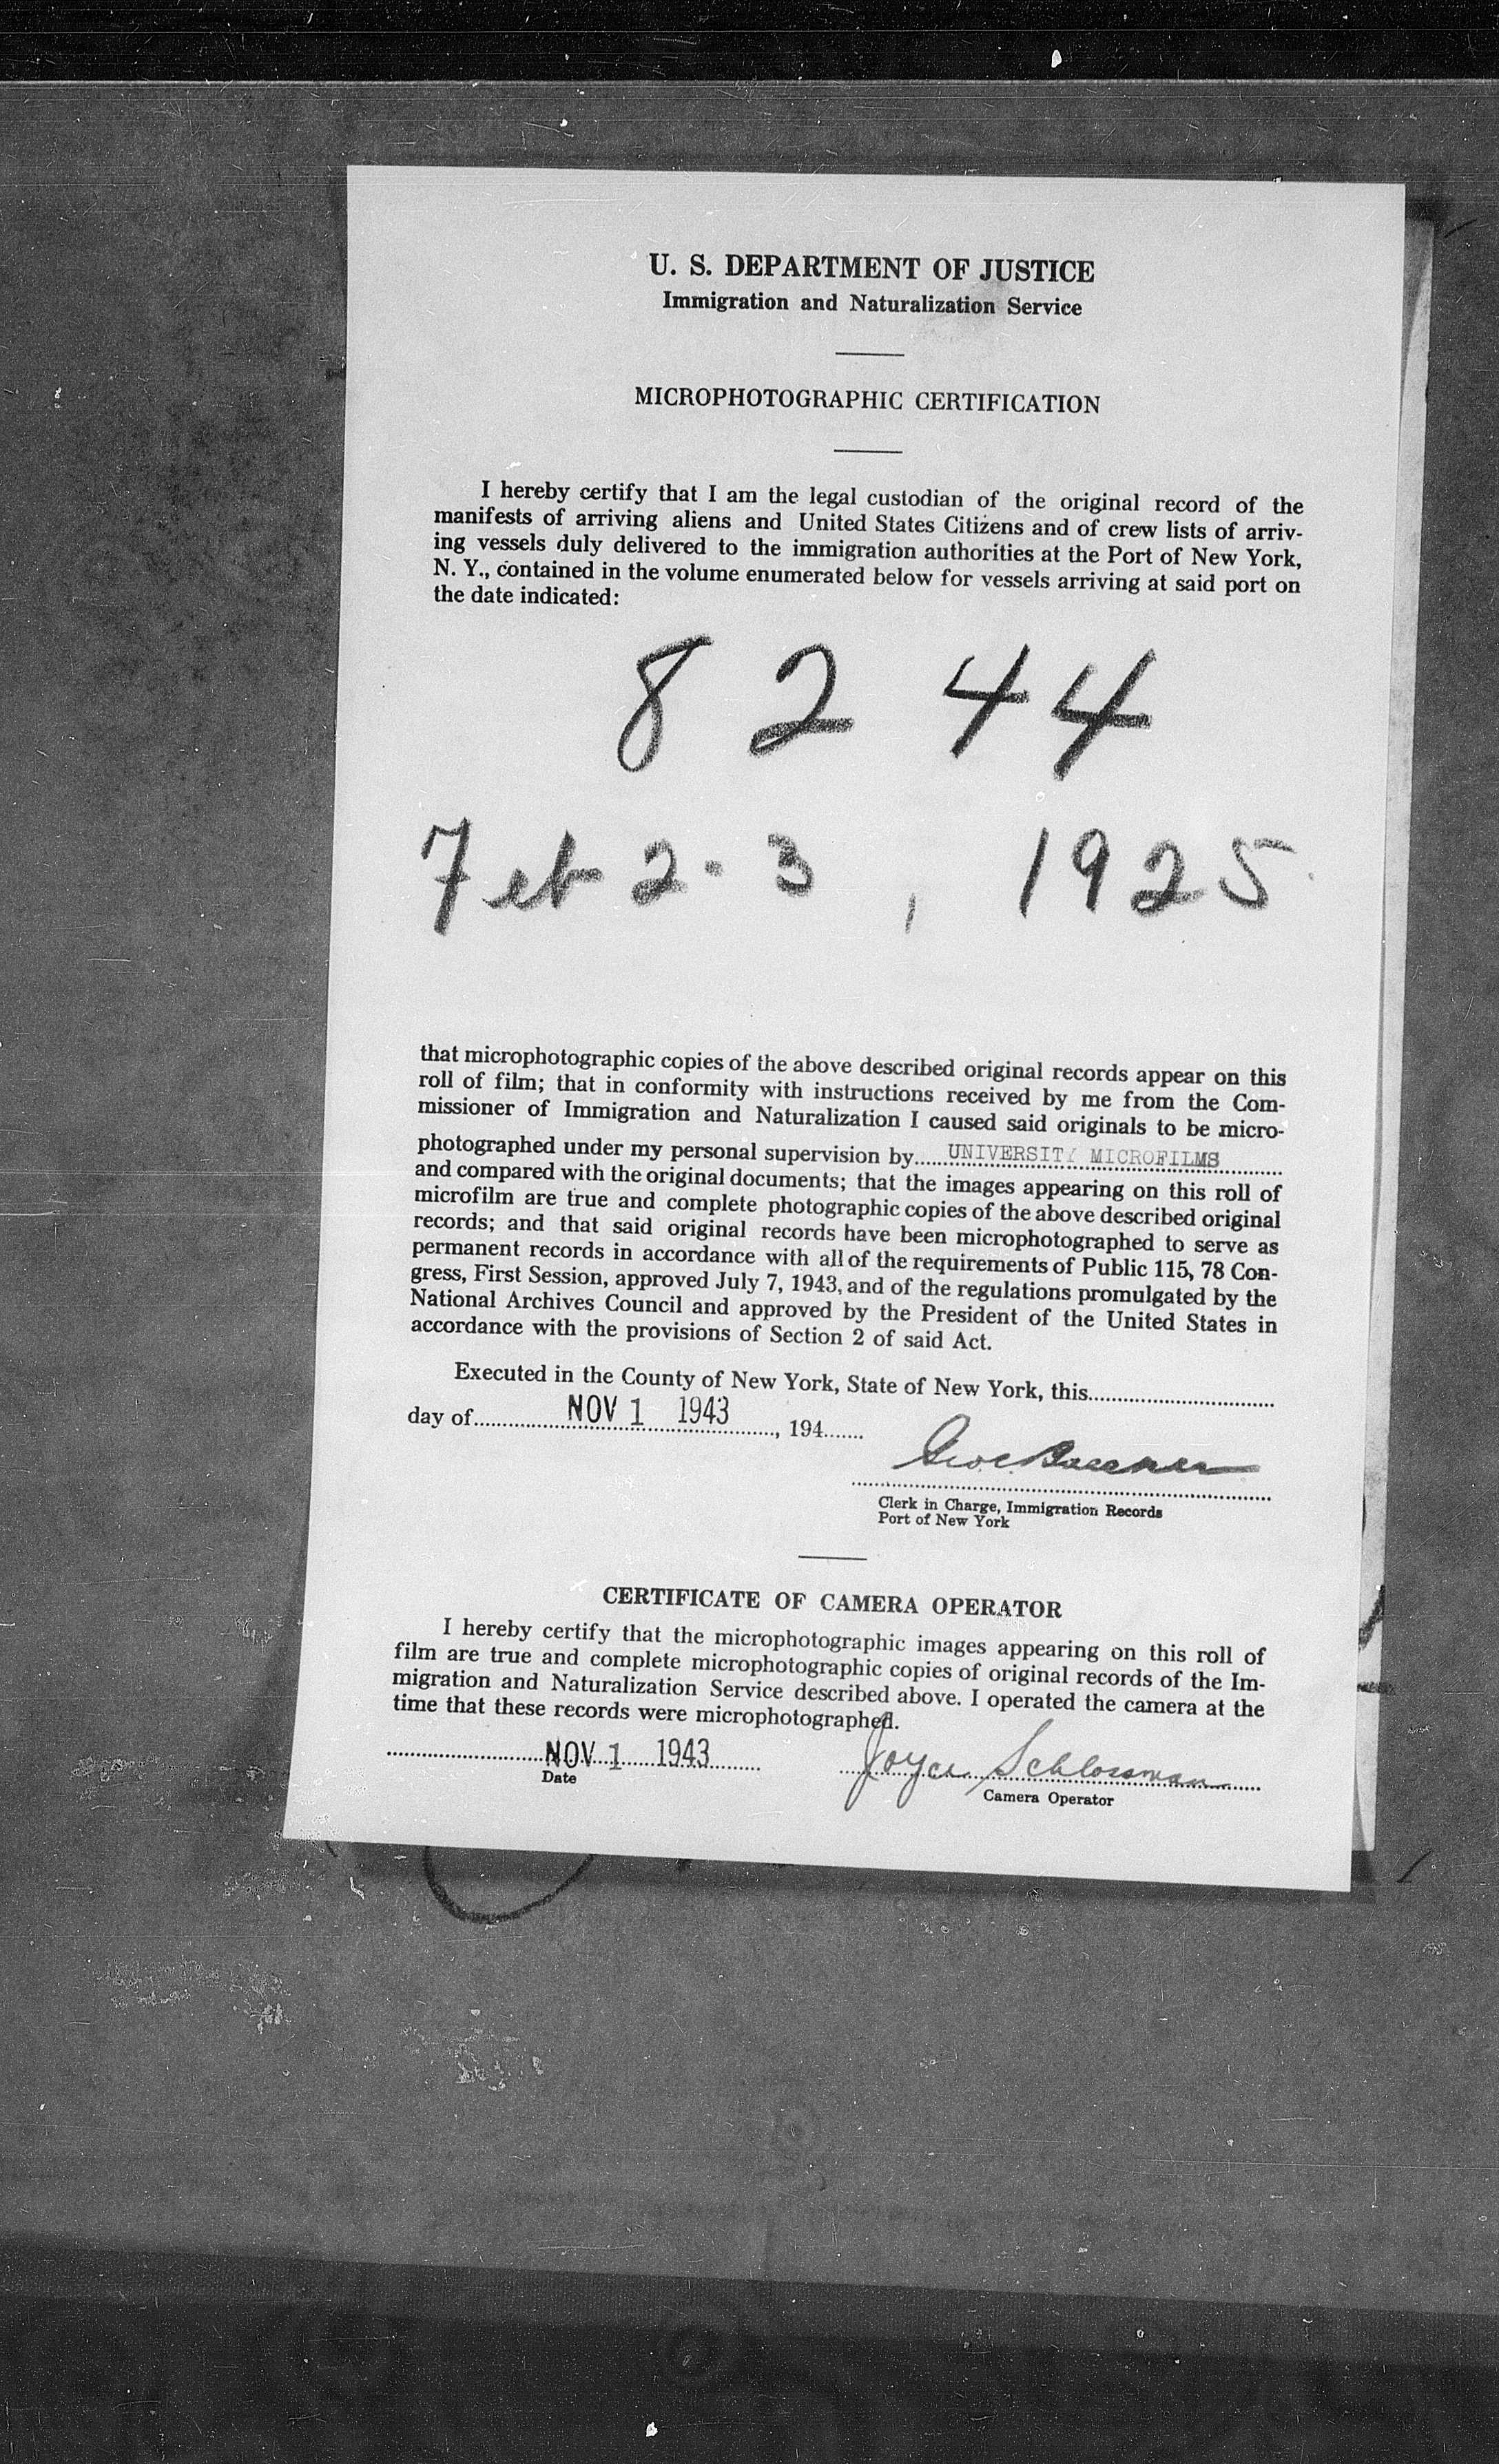 U. S. DEPARTMENT OF JUSTICE
Immigration and Naturalization Service
MICROPHOTOGRAPHIC CERTIFICATION
I hereby certify that I am the legal custodian of the original record of the
manifests of arriving aliens and United States Citizens and of crew lists of arriv-
ing vessels duly delivered to the immigration authorities at the Port of New York,
N. Y., contained in the volume enumerated below for vessels arriving at said port on
the date indicated:
8 2 4 4
Feb 2-3, 1925
that microphotographic copies of the above described original records appear on this
roll of film; that in conformity with instructions received by me from the Com-
missioner of Immigration and Naturalization I caused said originals to be micro-
photographed under my personal supervision by UNIVERSITY MICROFILMS
and compared with the original documents; that the images appearing on this roll of
microfilm are true and complete photographic copies of the above described original
records; and that said original records have been microphotographed to serve as
permanent records in accordance with all of the requirements of Public 115, 78 Con-
gress, First Session, approved July 7, 1943, and of the regulations promulgated by the
National Archives Council and approved by the President of the United States in
accordance with the provisions of Section 2 of said Act.
Executed in the County of New York, State of New York, this
day of NOV 1 1943, 194
Clerk in Charge, Immigration Records
Port of New York
CERTIFICATE OF CAMERA OPERATOR
I hereby certify that the microphotographic images appearing on this roll of
film are true and complete microphotographic copies of original records of the Im-
migration and Naturalization Service described above. I operated the camera at the
time that these records were microphotographed.
NOV 1 1943 Joyce Schlossman
Date Camera Operator